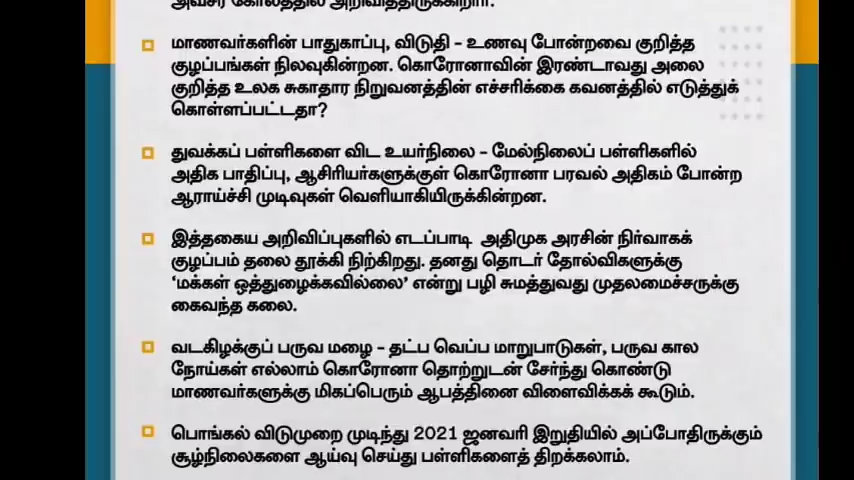 அவசர கோலத்தில் அறிவித்திருக்கிறார்.
மாணவர்களின் பாதுகாப்பு, விடுதி - உணவு போன்றவை குறித்த
குழப்பங்கள் நிலவுகின்றன. கொரோனாவின் இரண்டாவது அலை
குறித்த உலக சுகாதார நிறுவனத்தின் எச்சரிக்கை கவனத்தில் எடுத்துக்
கொள்ளப்பட்டதா?
துவக்கப் பள்ளிகளை விட உயர்நிலை - மேல்நிலைப் பள்ளிகளில்
அதிக பாதிப்பு, ஆசிரியர்களுக்குள் கொரோனா பரவல் அதிகம் போன்ற
ஆராய்ச்சி முடிவுகள் வெளியாகியிருக்கின்றன.
இத்தகைய அறிவிப்புகளில் எடப்பாடி அதிமுக அரசின் நிர்வாகக்
குழப்பம் தலை தூக்கி நிற்கிறது. தனது தொடர் தோல்விகளுக்கு
‘மக்கள் ஒத்துழைக்கவில்லை’ என்று பழி சுமத்துவது முதலமைச்சருக்கு
கைவந்த கலை.
வடகிழக்குப் பருவ மழை - தட்ப வெப்ப மாறுபாடுகள், பருவ கால
நோய்கள் எல்லாம் கொரோனா தொற்றுடன் சேர்ந்து கொண்டு
மாணவர்களுக்கு மிகப்பெரும் ஆபத்தினை விளைவிக்கக் கூடும்.
பொங்கல் விடுமுறை முடிந்து 2021 ஜனவரி இறுதியில் அப்போதிருக்கும்
சூழ்நிலைகளை ஆய்வு செய்து பள்ளிகளைத் திறக்கலாம்.